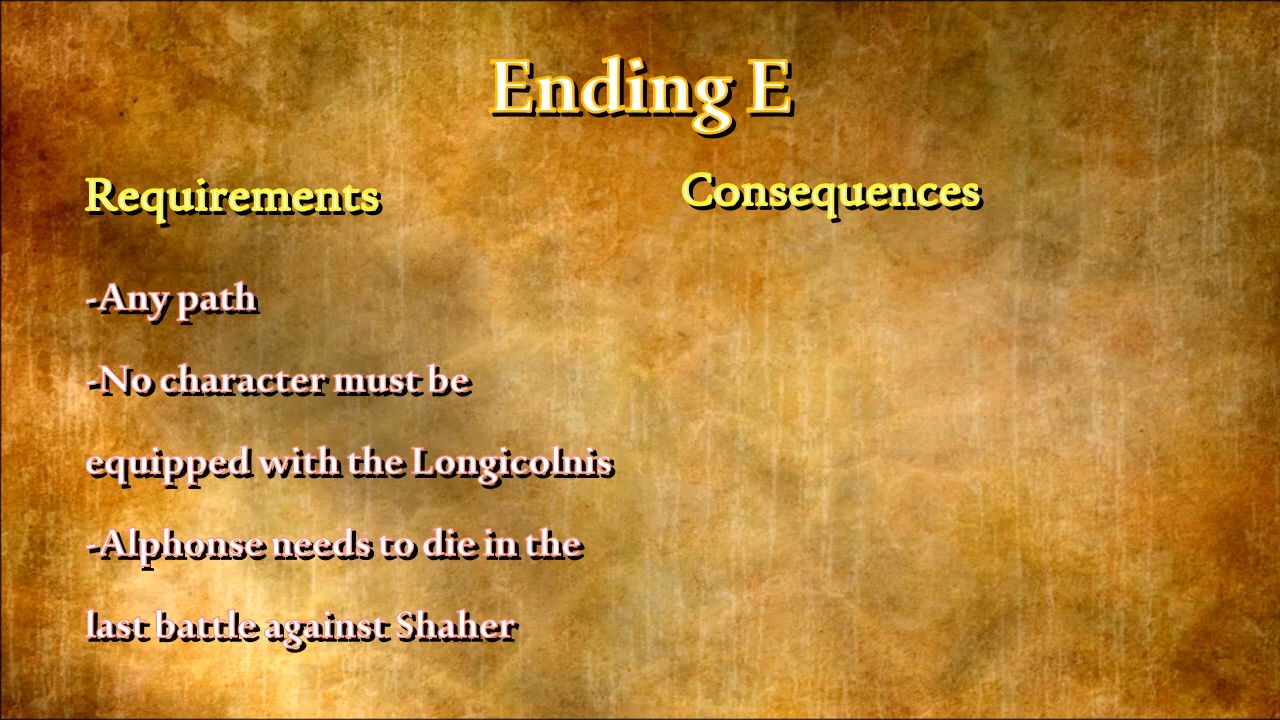 Ending E
Requirements
-Any path
-No character must be
equipped with the Longicolnis
-Alphonse needs to die in the
last battle against Shaher
Consequences